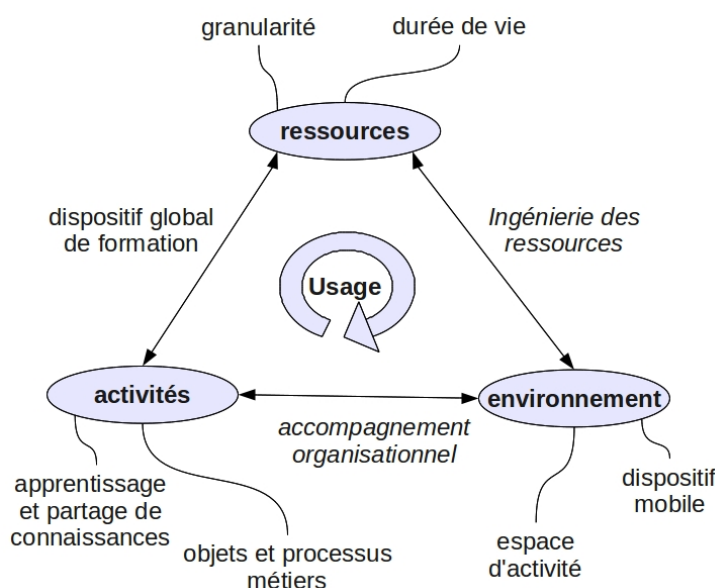 granularité
durée de vie
ressources
dispositif global
de formation
Ingénierie des
ressources
Usage
activités
environnement
accompagnement
organisationnel
apprentissage
et partage de
connaissances
objets et processus
métiers
espace
d'activité
dispositif
mobile